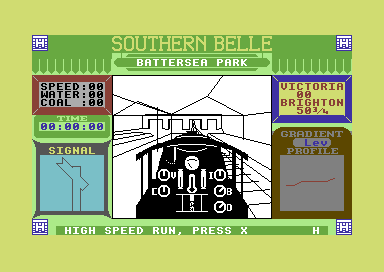 SOUTHERN BELLE
BATTERSEA PARK
SPEED:00
WATER:00
COAL :00
TIME
00:00:00
SIGNAL
VICTORIA
00
BRIGHTON
50¾
GRADIENT
Lev
PROFILE
HIGH SPEED RUN, PRESS X H